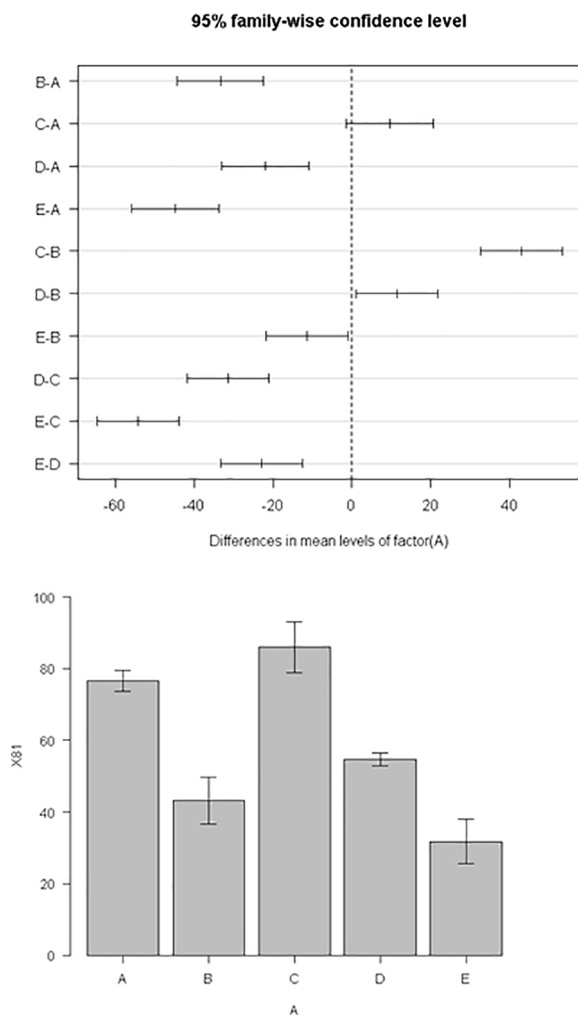 95% family-wise confidence level
B-A
C-A
D-A
E-A
C-B
D-B
E-B
D-C
E-C
E-D
-60 -40 -20 0 20 40
Differences in mean levels of factor(A)
100
80
60
40
20
0
X81
A B C D E
A